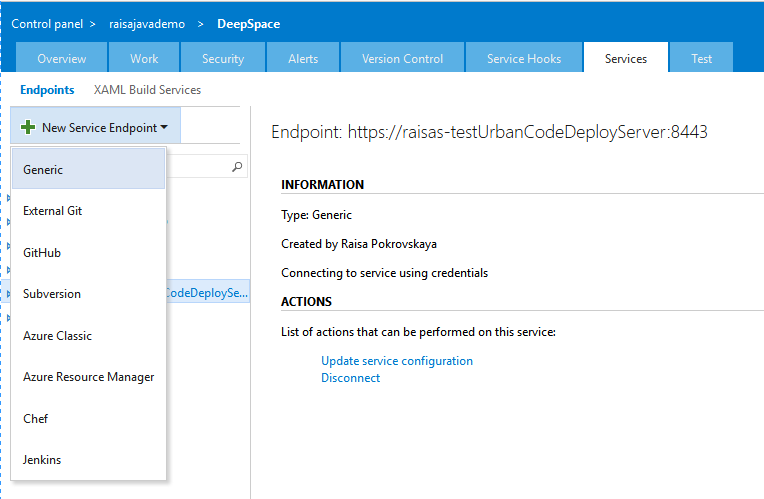 Control panel > raisajavademo > DeepSpace
Overview Work Security Alerts Version Control Service Hooks Services Test
Endpoints XAML Build Services
New Service Endpoint
Generic
External Git
GitHub
Subversion
Azure Classic
Azure Resource Manager
Chef
Jenkins
CodeDeploySe...
Endpoint: https://raisas-testUrbanCodeDeployServer:8443
INFORMATION
Type: Generic
Created by Raisa Pokrovskaya
Connecting to service using credentials
ACTIONS
List of actions that can be performed on this service:
Update service configuration
Disconnect